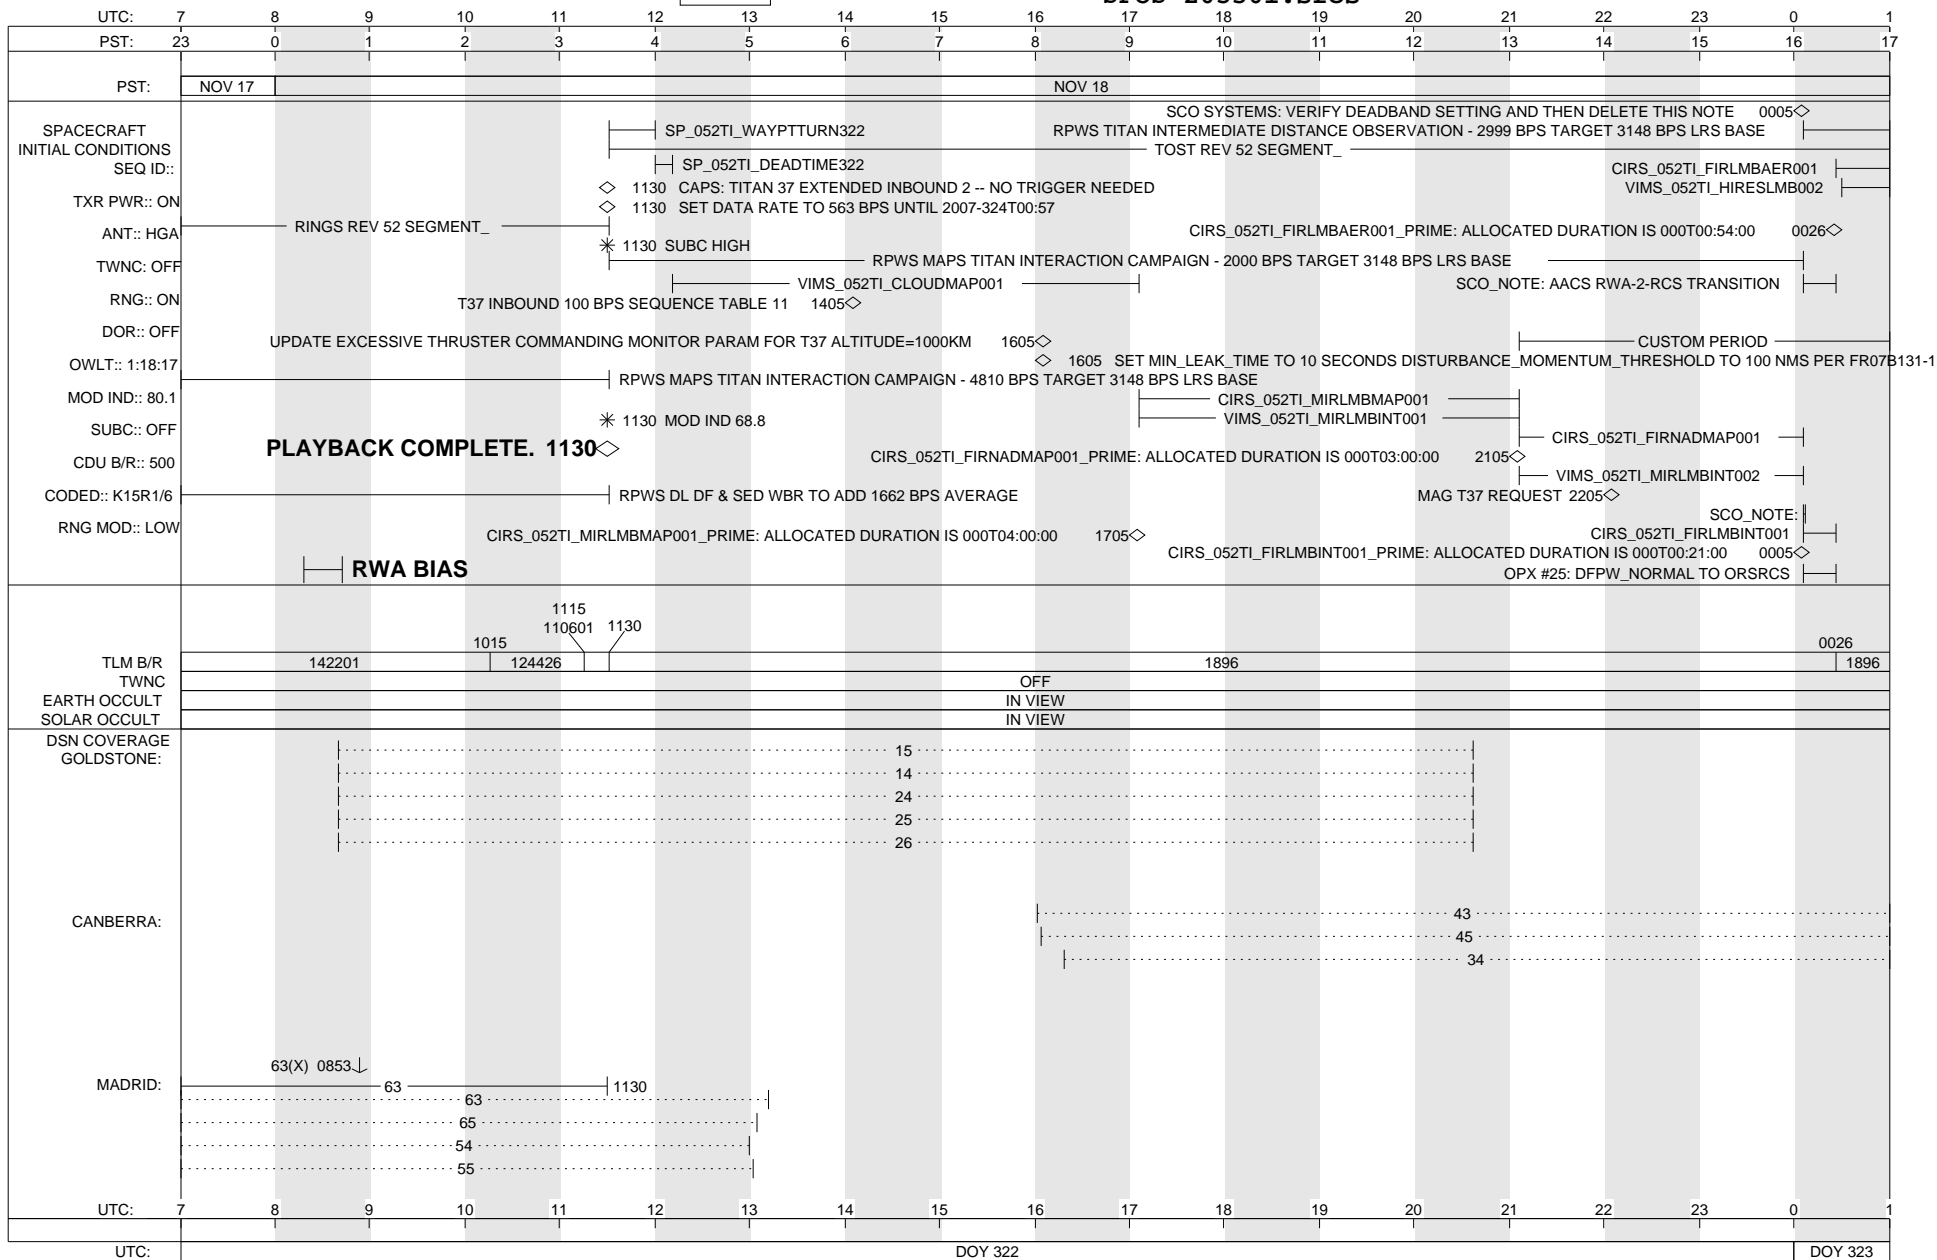 UTC: 7 8 9 10 11 12 13 14 15 16 17 18 19 20 21 22 23 0 1
PST: 23 0 1 2 3 4 5 6 7 8 9 10 11 12 13 14 15 16 17
PST: NOV 17 NOV 18
SCO SYSTEMS: VERIFY DEADBAND SETTING AND THEN DELETE THIS NOTE 0005
SPACECRAFT
INITIAL CONDITIONS
SEQ ID::
TXR PWR:: ON
ANT:: HGA
TWNC: OFF
RNG:: ON
DOR:: OFF
OWLT:: 1:18:17
MOD IND:: 80.1
SUBC:: OFF
CDU B/R:: 500
CODED:: K15R1/6
RNG MOD:: LOW
SP_052TI_WAYPTTURN322
RPWS TITAN INTERMEDIATE DISTANCE OBSERVATION - 2999 BPS TARGET 3148 BPS LRS BASE
TOST REV 52 SEGMENT_
SP_052TI_DEADTIME322
CIRS_052TI_FIRLMBAER001
1130 CAPS: TITAN 37 EXTENDED INBOUND 2 -- NO TRIGGER NEEDED
VIMS_052TI_HIRESLMB002
1130 SET DATA RATE TO 563 BPS UNTIL 2007-324T00:57
RINGS REV 52 SEGMENT_
CIRS_052TI_FIRLMBAER001_PRIME: ALLOCATED DURATION IS 000T00:54:00 0026
1130 SUBC HIGH
RPWS MAPS TITAN INTERACTION CAMPAIGN - 2000 BPS TARGET 3148 BPS LRS BASE
VIMS_052TI_CLOUDMAP001
SCO_NOTE: AACS RWA-2-RCS TRANSITION
T37 INBOUND 100 BPS SEQUENCE TABLE 11 1405
UPDATE EXCESSIVE THRUSTER COMMANDING MONITOR PARAM FOR T37 ALTITUDE=1000KM 1605
CUSTOM PERIOD
1605 SET MIN_LEAK_TIME TO 10 SECONDS DISTURBANCE_MOMENTUM_THRESHOLD TO 100 NMS PER FR07B131-1
RPWS MAPS TITAN INTERACTION CAMPAIGN - 4810 BPS TARGET 3148 BPS LRS BASE
CIRS_052TI_MIRLMBMAP001
1130 MOD IND 68.8
VIMS_052TI_MIRLMBINT001
CIRS_052TI_FIRNADMAP001
PLAYBACK COMPLETE. 1130
CIRS_052TI_FIRNADMAP001_PRIME: ALLOCATED DURATION IS 000T03:00:00 2105
VIMS_052TI_MIRLMBINT002
RPWS DL DF & SED WBR TO ADD 1662 BPS AVERAGE
MAG T37 REQUEST 2205
SCO_NOTE:
CIRS_052TI_MIRLMBMAP001_PRIME: ALLOCATED DURATION IS 000T04:00:00 1705
CIRS_052TI_FIRLMBINT001
CIRS_052TI_FIRLMBINT001_PRIME: ALLOCATED DURATION IS 000T00:21:00 0005
RWA BIAS
OPX #25: DFPW_NORMAL TO ORSRCS
1115
110601 1130
1015 0026
TLM B/R 142201 124426 1896 1896
TWNC OFF
EARTH OCCULT IN VIEW
SOLAR OCCULT IN VIEW
DSN COVERAGE
GOLDSTONE:
15
14
24
25
26
CANBERRA:
43
45
34
63(X) 0853
MADRID: 63 1130
63
65
54
55
UTC: 7 8 9 10 11 12 13 14 15 16 17 18 19 20 21 22 23 0 1
UTC: DOY 322 DOY 323